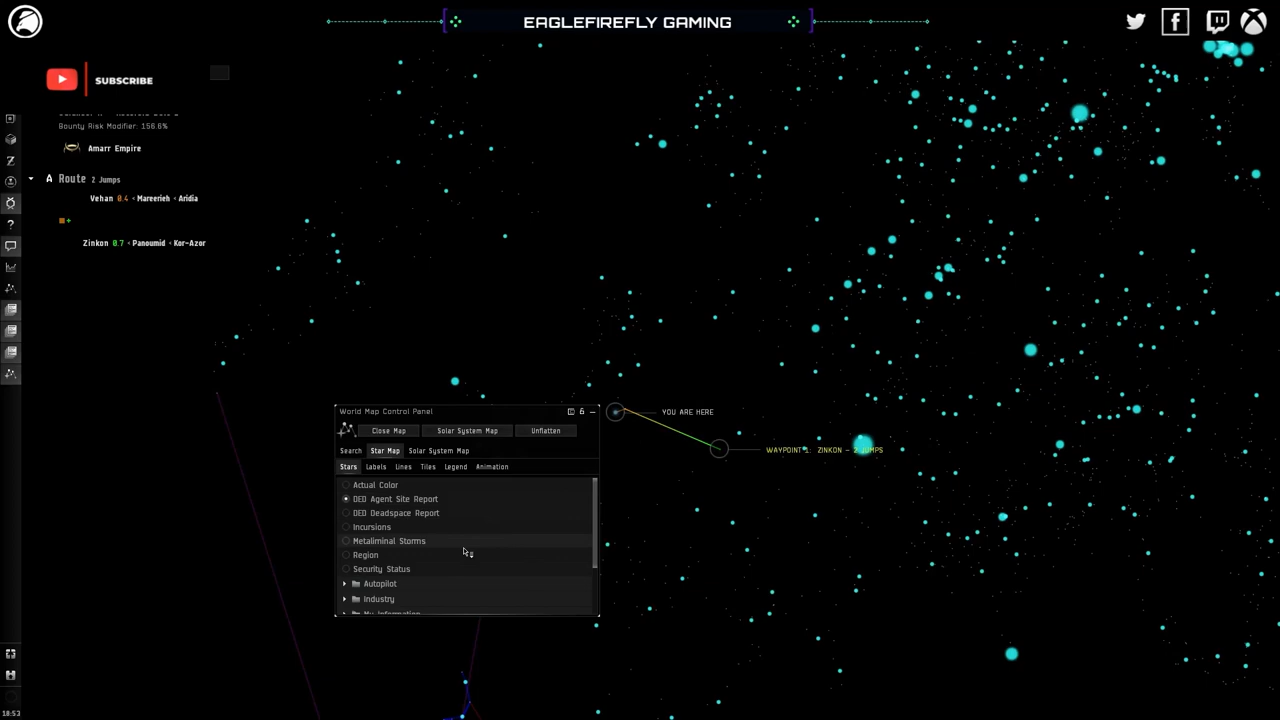 EAGLEFIREFLY GAMING
SUBSCRIBE
Bounty Risk Modifier: 156.6%
Amarr Empire
Route 2 Jumps
Vehan 0.4 < Mareerieh < Aridia
Zinkon 0.7 < Panoumid < Kor-Azor
World Map Control Panel
Close Map Solar System Map Unflatten
Search Star Map Solar System Map
Stars Labels Lines Tiles Legend Animation
Actual Color
DED Agent Site Report
DED Deadspace Report
Incursions
Metaliminal Storms
Region
Security Status
Autopilot
Industry
My Information
YOU ARE HERE
WAYPOINT 1: ZINKON - 2 JUMPS
18:53